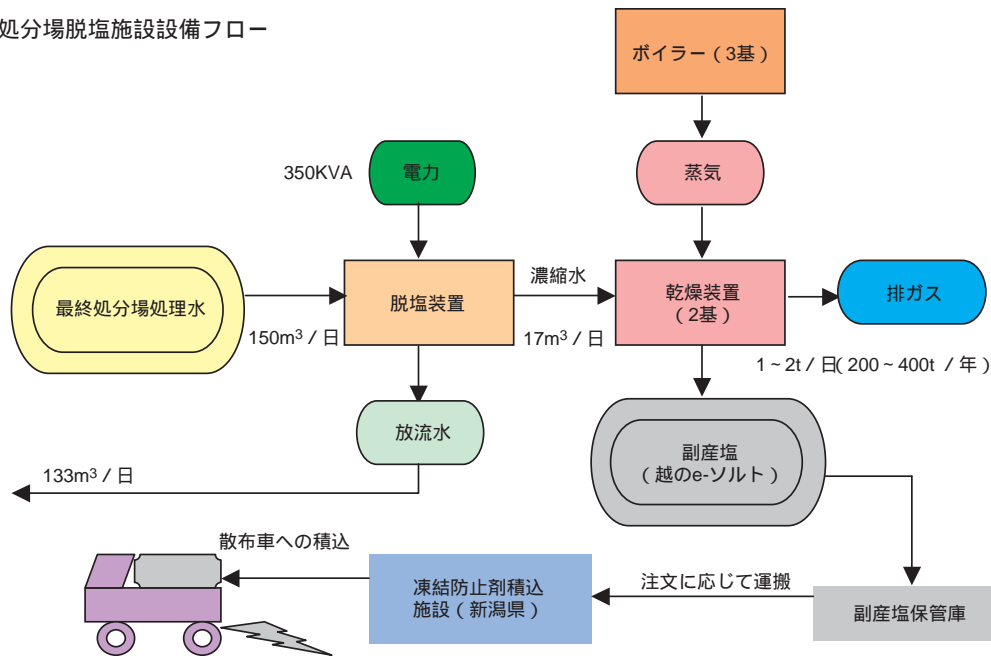 処分場脱塩施設設備フロー
ボイラー（3基）
350KVA
電力
蒸気
最終処分場処理水
150m³/日
脱塩装置
濃縮水
17m³/日
乾燥装置
（2基）
排ガス
1~2t/日（200~400t /年）
放流水
133m³/日
副産塩
（越のe-ソルト）
散布車への積込
凍結防止剤積込
施設（新潟県）
注文に応じて運搬
副産塩保管庫